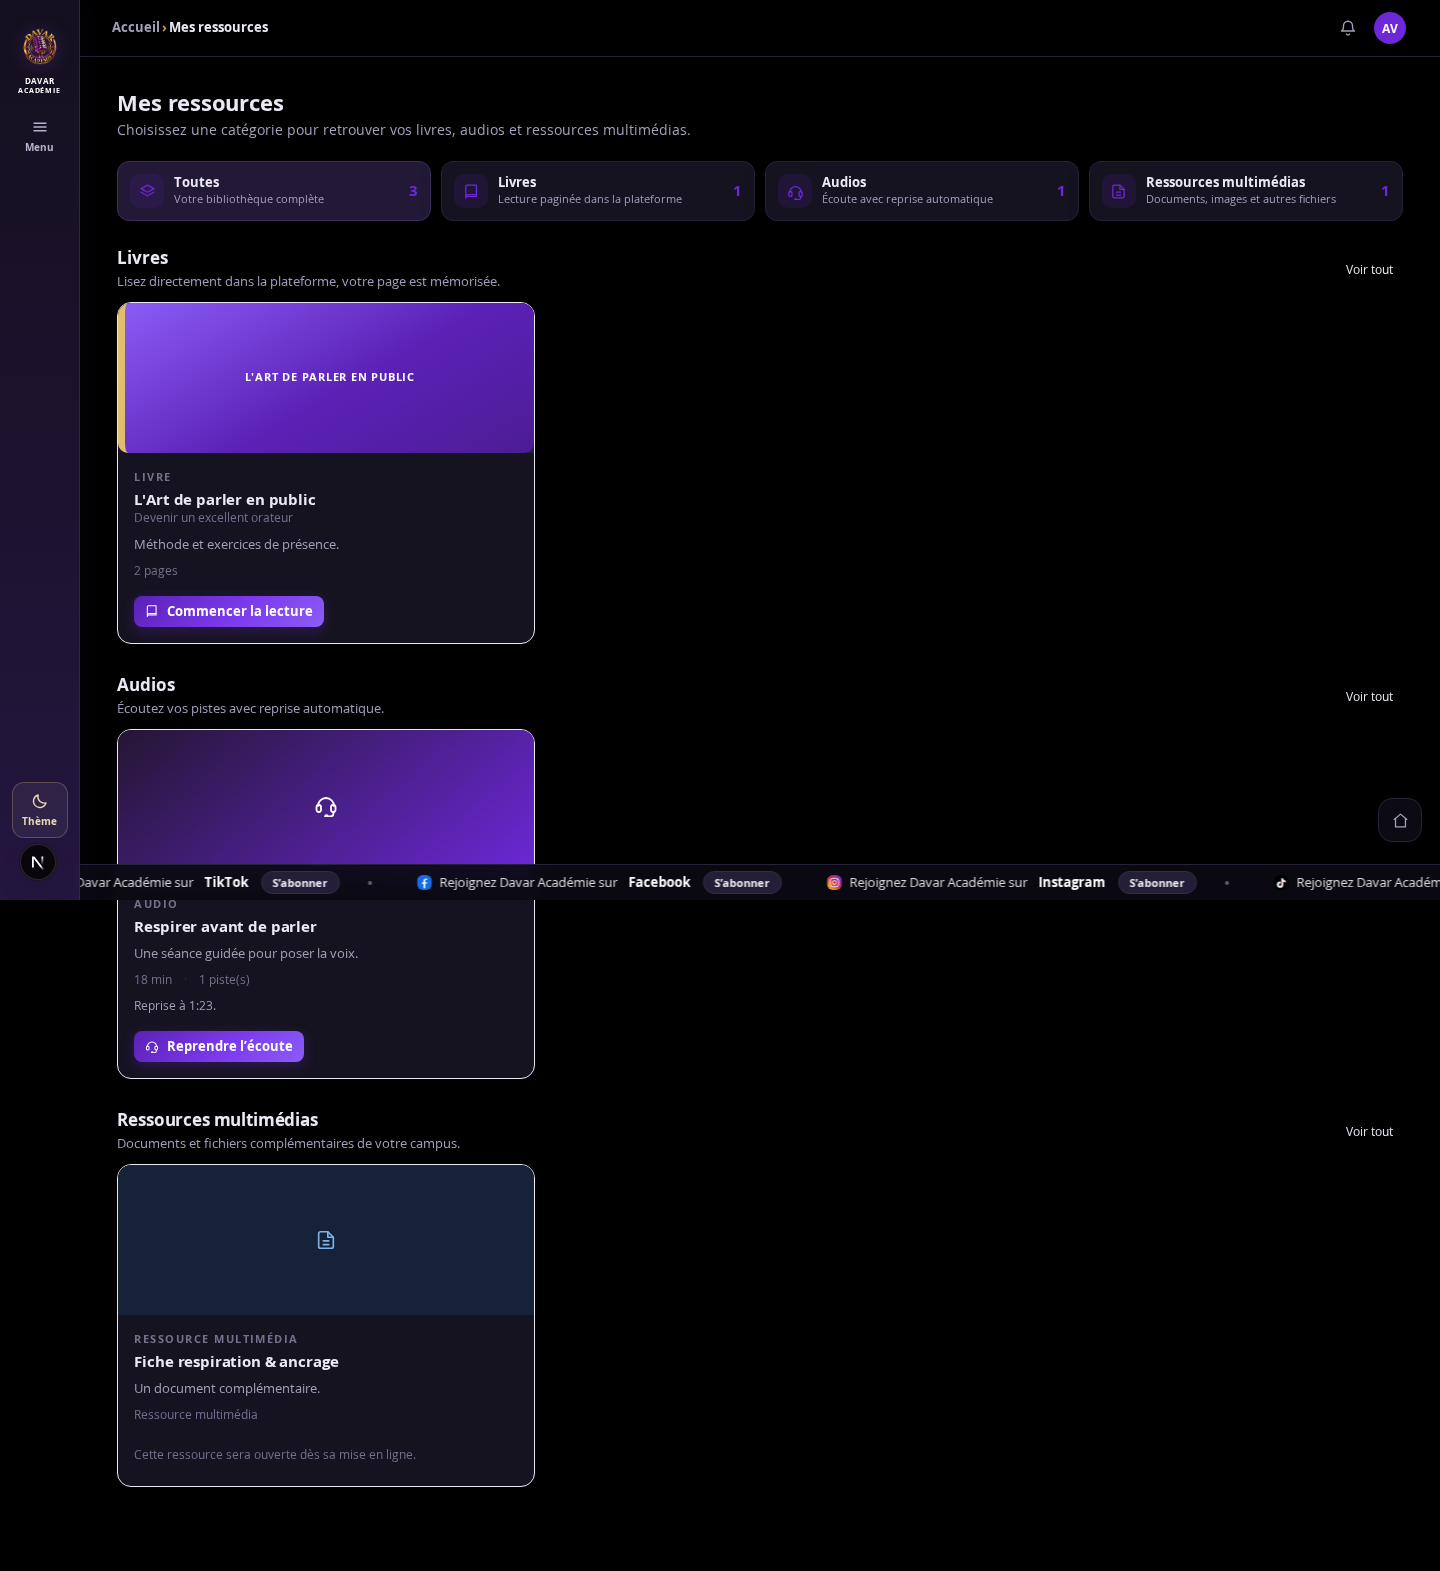 DAVAR
ACADÉMIE
Menu
Thème
Accueil › Mes ressources
AV
Mes ressources
Choisissez une catégorie pour retrouver vos livres, audios et ressources multimédias.
Toutes
Votre bibliothèque complète
3
Livres
Lecture paginée dans la plateforme
1
Audios
Écoute avec reprise automatique
1
Ressources multimédias
Documents, images et autres fichiers
1
Livres
Lisez directement dans la plateforme, votre page est mémorisée.
Voir tout
L'ART DE PARLER EN PUBLIC
LIVRE
L'Art de parler en public
Devenir un excellent orateur
Méthode et exercices de présence.
2 pages
Commencer la lecture
Audios
Écoutez vos pistes avec reprise automatique.
Voir tout
Davar Académie sur TikTok S'abonner • Rejoignez Davar Académie sur Facebook S'abonner Rejoignez Davar Académie sur Instagram S'abonner • Rejoignez Davar Académ
AUDIO
Respirer avant de parler
Une séance guidée pour poser la voix.
18 min · 1 piste(s)
Reprise à 1:23.
Reprendre l’écoute
Ressources multimédias
Documents et fichiers complémentaires de votre campus.
Voir tout
RESSOURCE MULTIMÉDIA
Fiche respiration & ancrage
Un document complémentaire.
Ressource multimédia
Cette ressource sera ouverte dès sa mise en ligne.